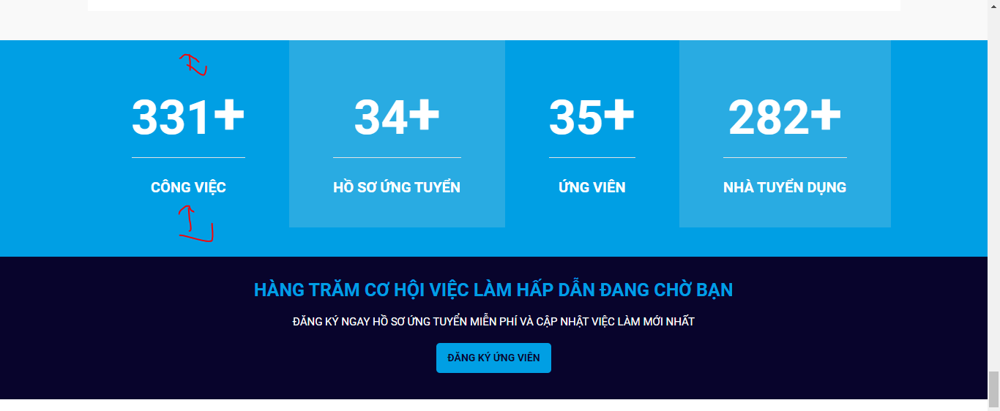 331+
34+
35+
282+
CÔNG VIỆC
HỒ SƠ ỨNG TUYỂN
ỨNG VIÊN
NHÀ TUYỂN DỤNG
HÀNG TRĂM CƠ HỘI VIỆC LÀM HẤP DẪN ĐANG CHỜ BẠN
ĐĂNG KÝ NGAY HỒ SƠ ỨNG TUYỂN MIỄN PHÍ VÀ CẬP NHẬT VIỆC LÀM MỚI NHẤT
ĐĂNG KÝ ỨNG VIÊN